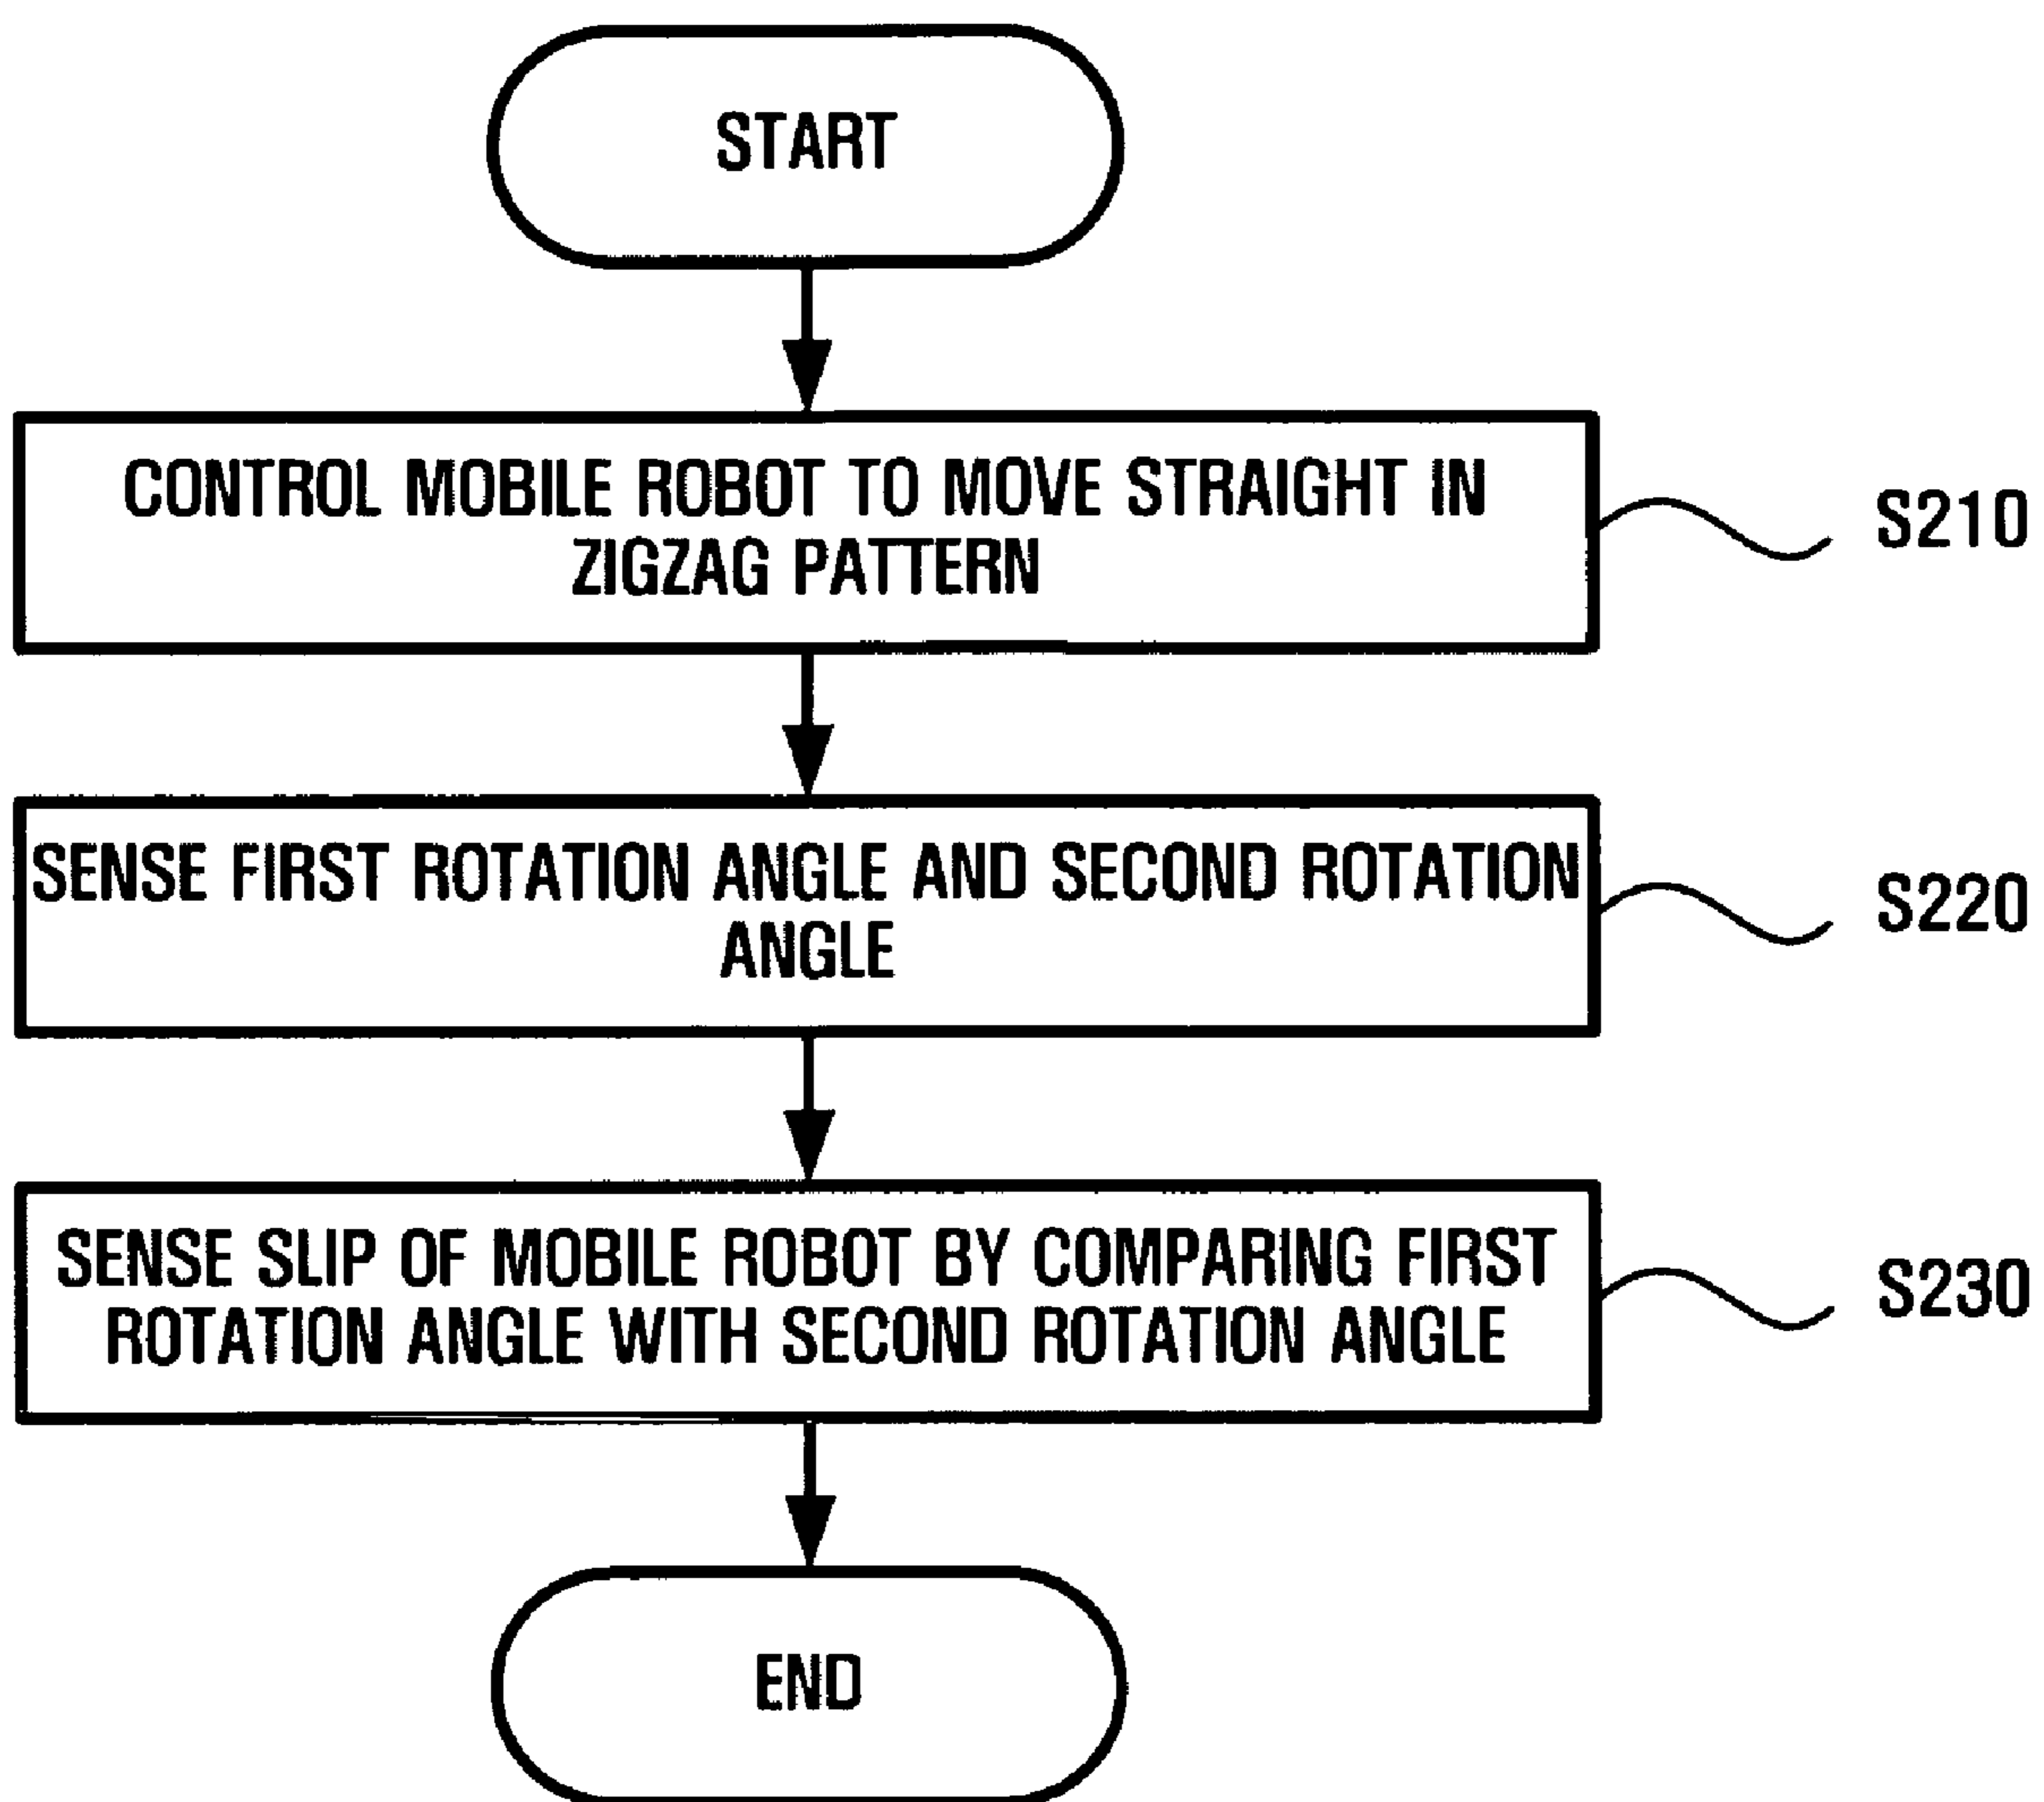 START
CONTROL MOBILE ROBOT TO MOVE STRAIGHT IN
ZIGZAG PATTERN
S210
SENSE FIRST ROTATION ANGLE AND SECOND ROTATION
ANGLE
S220
SENSE SLIP OF MOBILE ROBOT BY COMPARING FIRST
ROTATION ANGLE WITH SECOND ROTATION ANGLE
S230
END